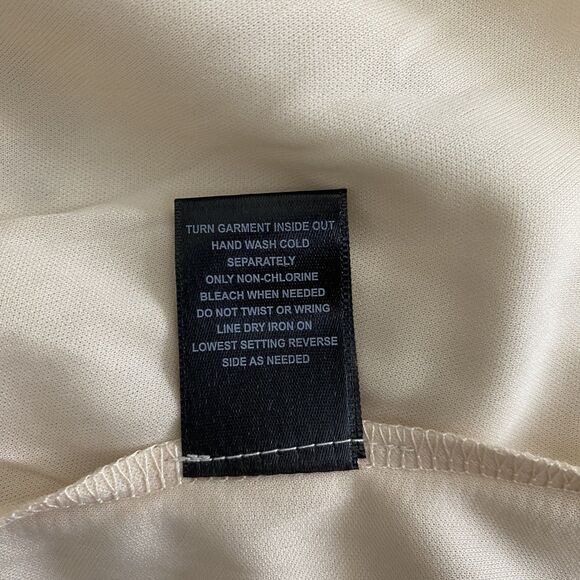 TURN GARMENT INSIDE OUT
HAND WASH COLD
SEPARATELY
ONLY NON-CHLORINE
BLEACH WHEN NEEDED
DO NOT TWIST OR WRING
LINE DRY IRON ON
LOWEST SETTING REVERSE
SIDE AS NEEDED